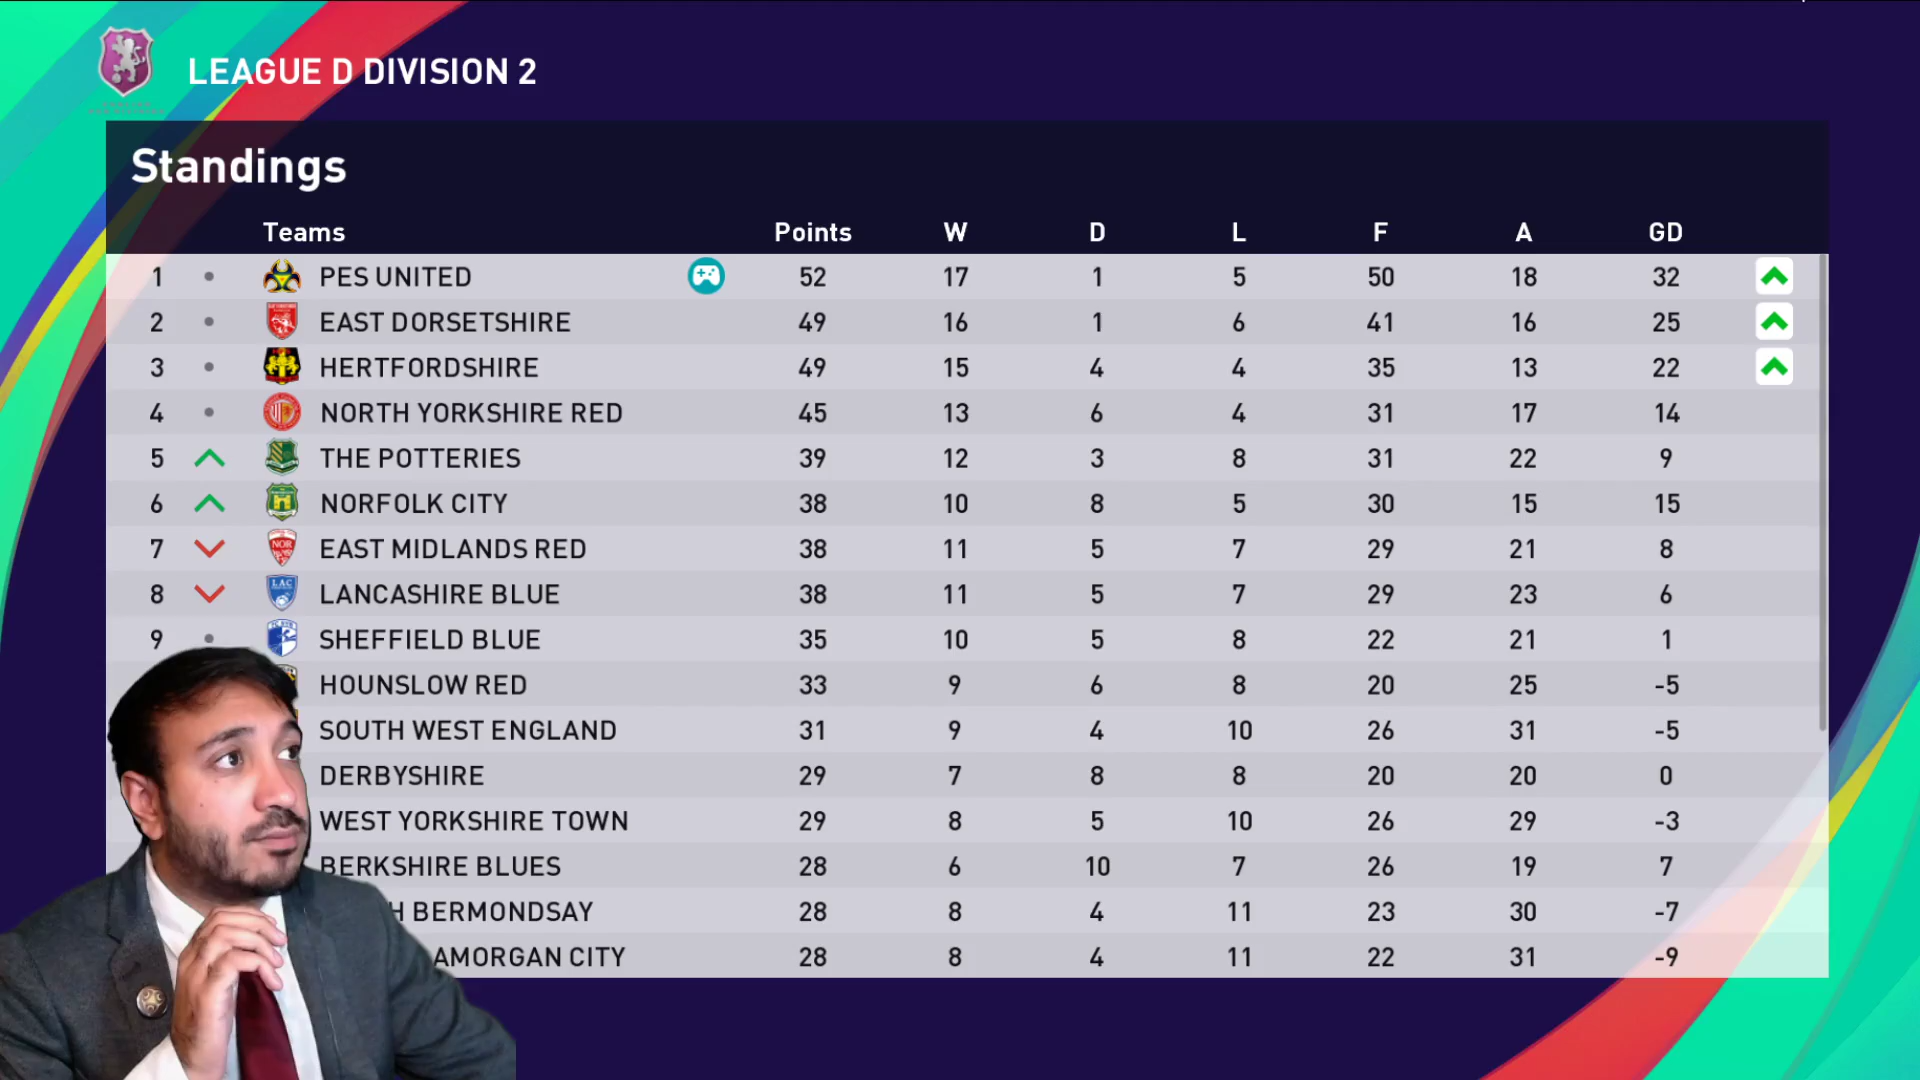 LEAGUE D DIVISION 2
Standings
Teams Points W D L F A GD
1 PES UNITED 52 17 1 5 50 18 32
2 EAST DORSETSHIRE 49 16 1 6 41 16 25
3 HERTFORDSHIRE 49 15 4 4 35 13 22
4 NORTH YORKSHIRE RED 45 13 6 4 31 17 14
5 THE POTTERIES 39 12 3 8 31 22 9
6 NORFOLK CITY 38 10 8 5 30 15 15
7 NOR EAST MIDLANDS RED 38 11 5 7 29 21 8
8 LAC LANCASHIRE BLUE 38 11 5 7 29 23 6
9 SHEFFIELD BLUE 35 10 5 8 22 21 1
HOUNSLOW RED 33 9 6 8 20 25 -5
SOUTH WEST ENGLAND 31 9 4 10 26 31 -5
DERBYSHIRE 29 7 8 8 20 20 0
WEST YORKSHIRE TOWN 29 8 5 10 26 29 -3
BERKSHIRE BLUES 28 6 10 7 26 19 7
H BERMONDSAY 28 8 4 11 23 30 -7
AMORGAN CITY 28 8 4 11 22 31 -9